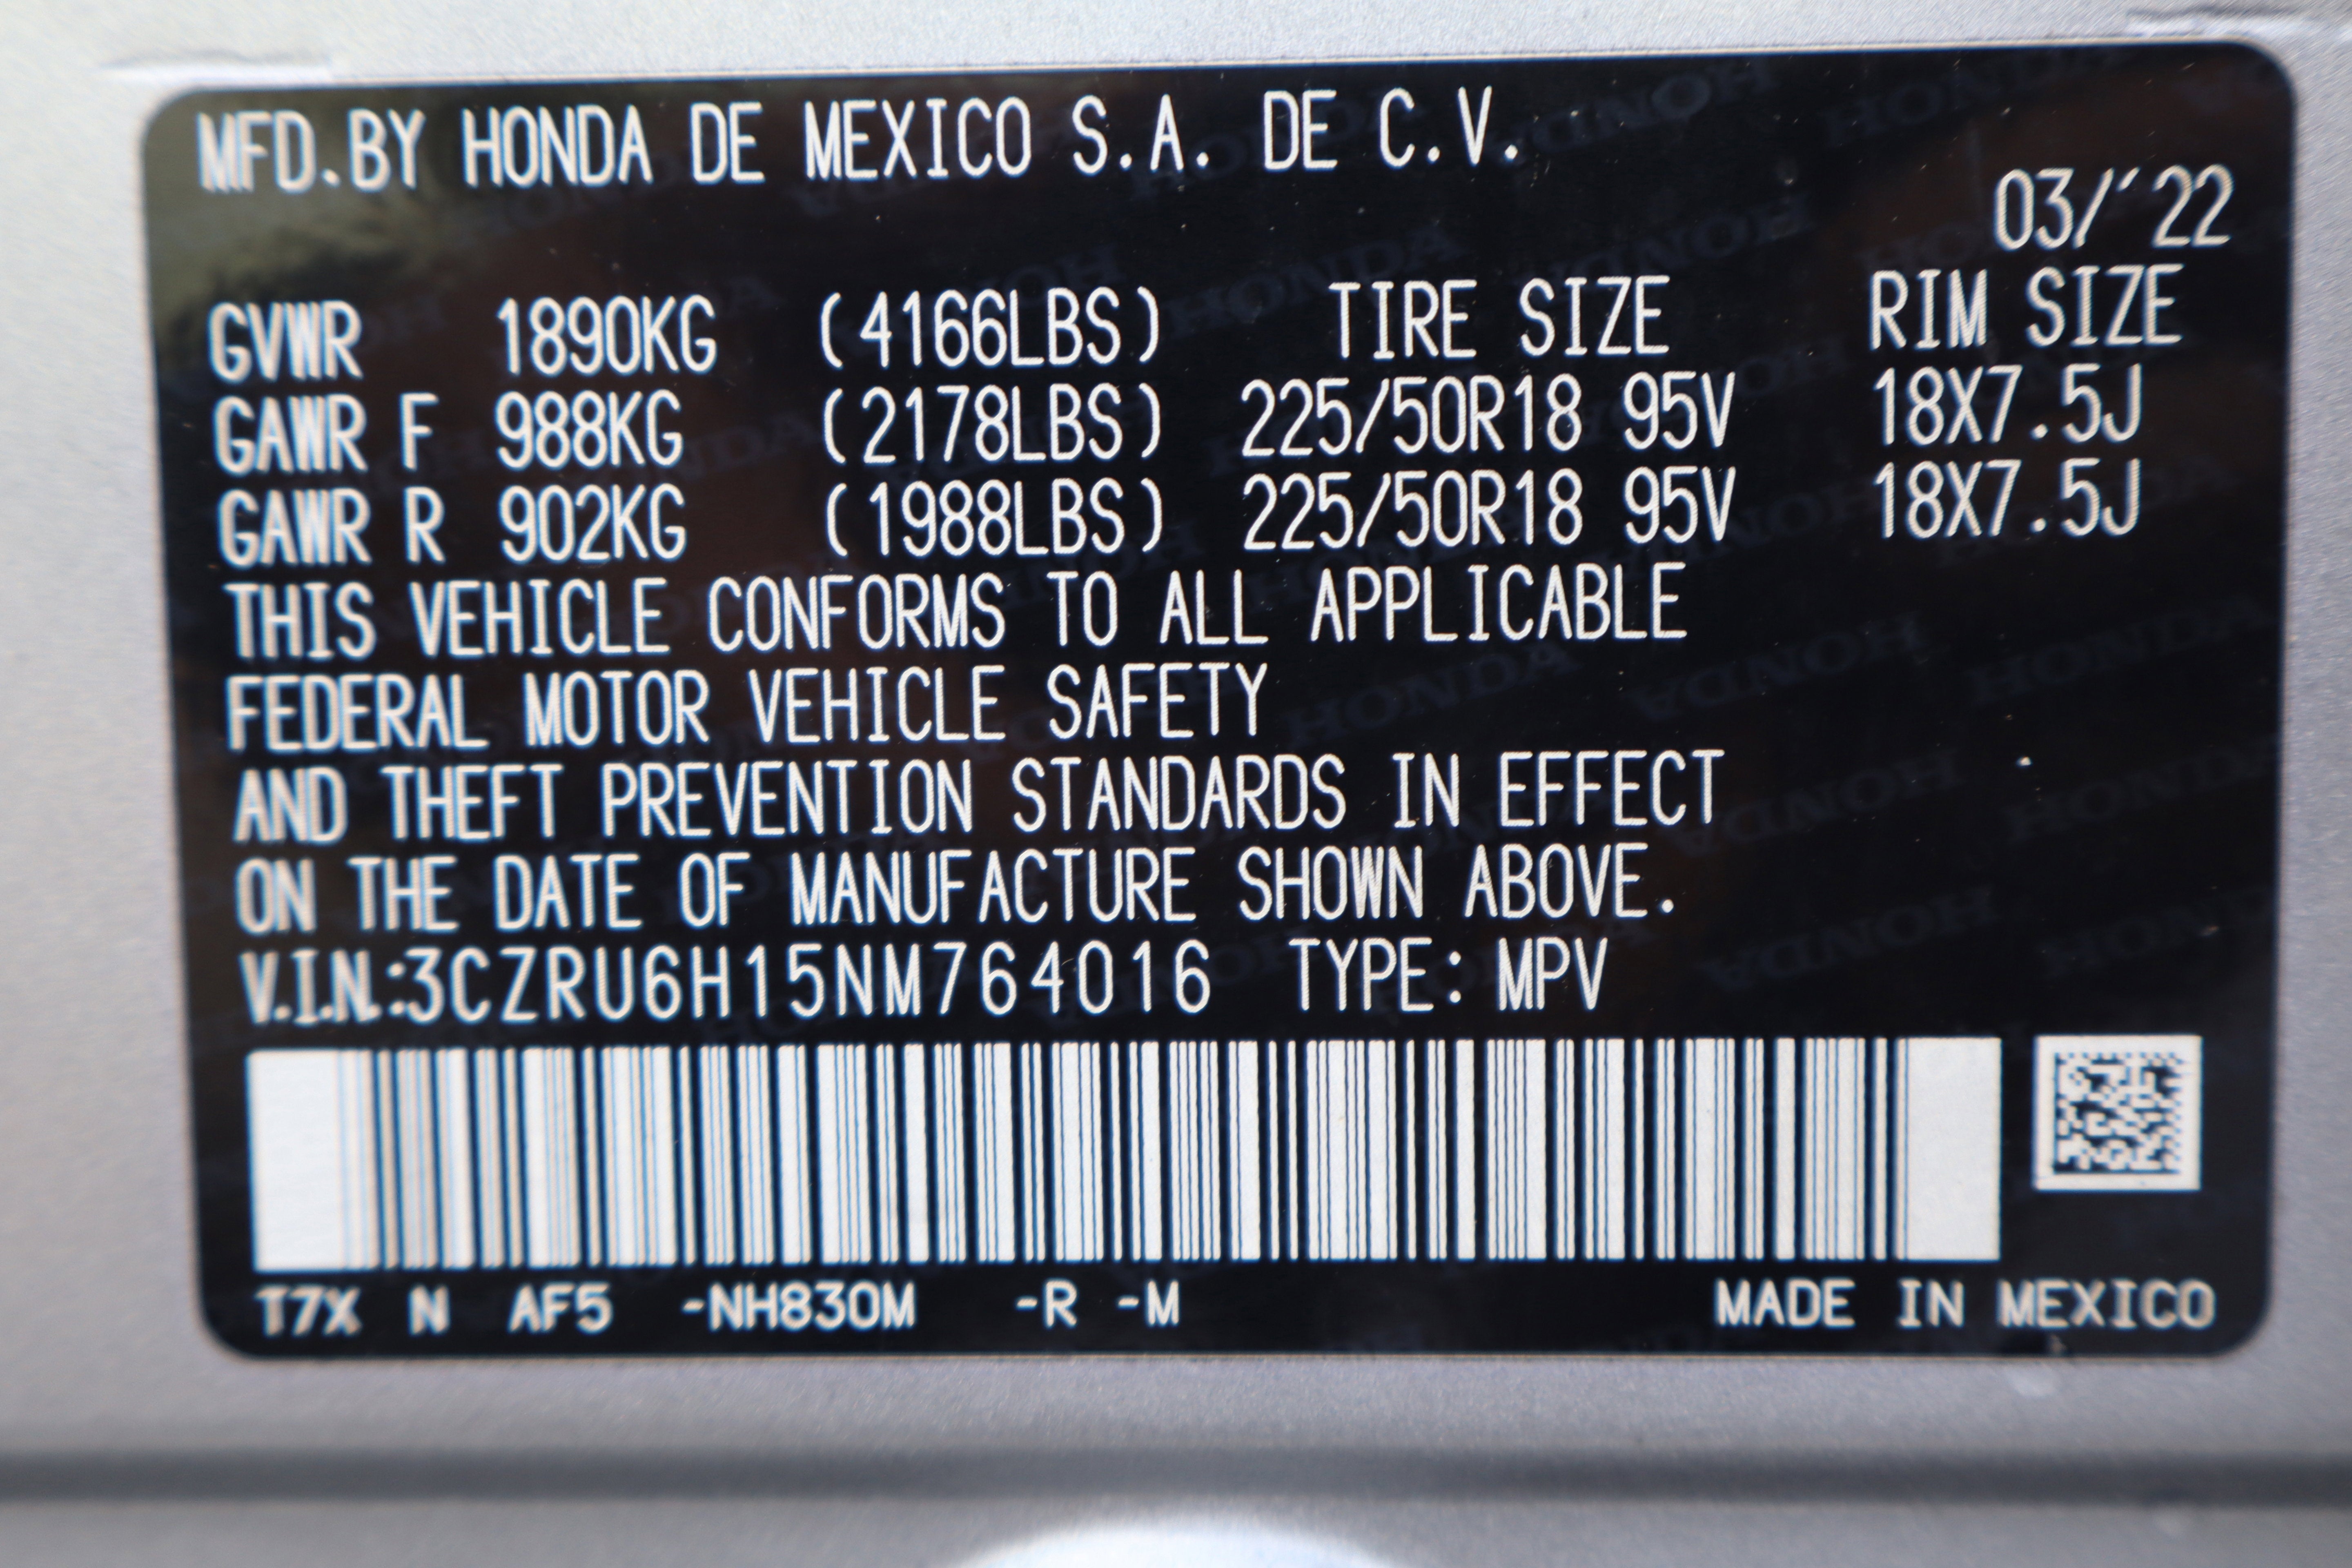 MFD.BY HONDA DE MEXICO S.A. DE C.V.
03/'22
GVWR 1890KG (4166LBS) TIRE SIZE RIM SIZE
GAWR F 988KG (2178LBS) 225/50R18 95V 18X7.5J
GAWR R 902KG (1988LBS) 225/50R18 95V 18X7.5J
THIS VEHICLE CONFORMS TO ALL APPLICABLE
FEDERAL MOTOR VEHICLE SAFETY
AND THEFT PREVENTION STANDARDS IN EFFECT
ON THE DATE OF MANUFACTURE SHOWN ABOVE.
V.I.N.:3CZRU6H15NM764016 TYPE: MPV
T7X N AF5 -NH830M -R -M MADE IN MEXICO